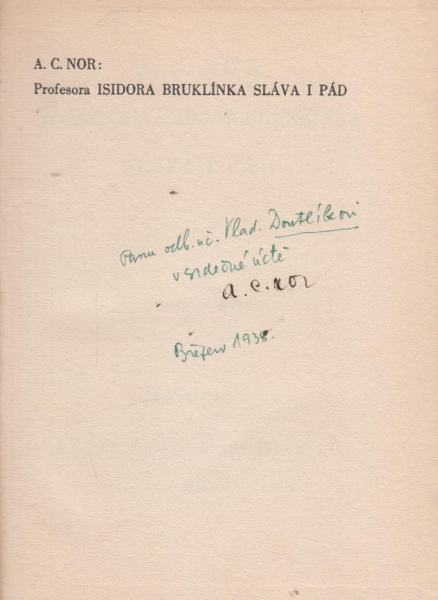 A. C. NOR:
Profesora ISIDORA BRUKLÍNKA SLÁVA I PÁD
Panu odb. uč. Vlad. Doutlíkovi
v srdečné úctě
A. C. Nor
Březen 1938.